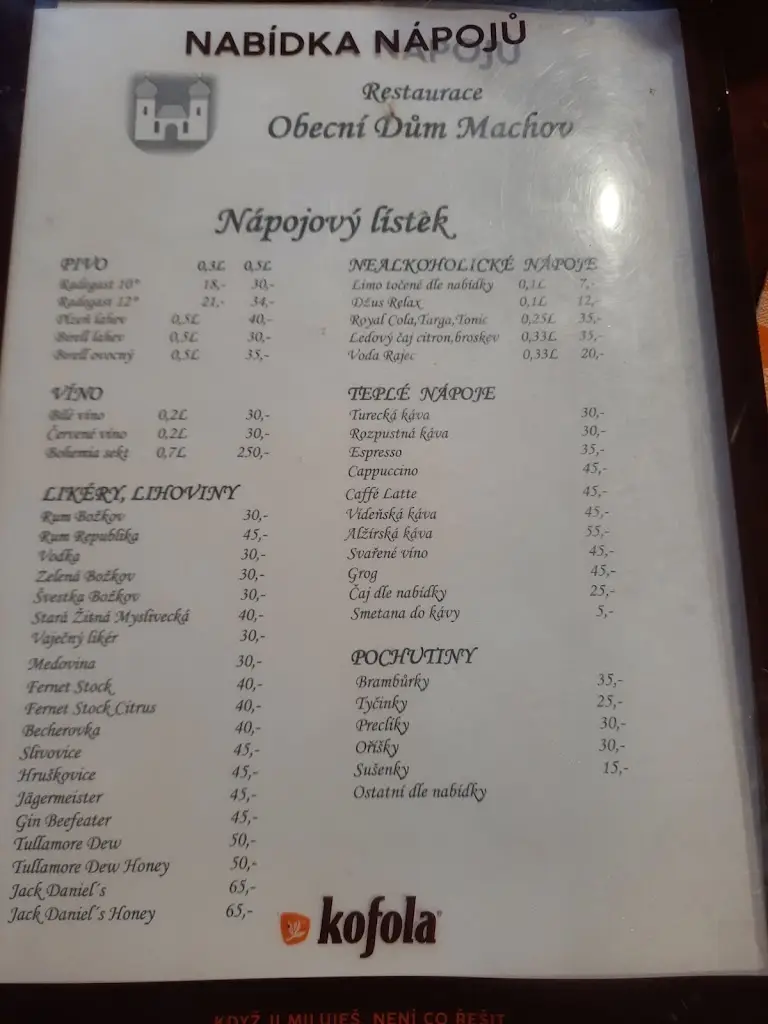 NABÍDKA NÁPOJŮ
Restaurace
Obecní Dům Machov
Nápojový lístek
PIVO 0,3L 0,5L
Radegast 10° 18,- 30,-
Radegast 12° 21,- 34,-
Plzeň lahev 0,5L 40,-
Birell lahev 0,5L 30,-
Birell ovocný 0,5L 35,-
VÍNO
Bílé víno 0,2L 30,-
Červené víno 0,2L 30,-
Bohemia sekt 0,7L 250,-
LIKÉRY, LIHOVINY
Rum Božkov 30,-
Rum Republika 45,-
Vodka 30,-
Zelená Božkov 30,-
Švestka Božkov 30,-
Stará Žitná Myslivecká 40,-
Vaječný likér 30,-
Medovina 30,-
Fernet Stock 40,-
Fernet Stock Citrus 40,-
Becherovka 40,-
Slivovice 45,-
Hruškovice 45,-
Jägermeister 45,-
Gin Beefeater 45,-
Tullamore Dew 50,-
Tullamore Dew Honey 50,-
Jack Daniel´s 65,-
Jack Daniel´s Honey 65,-
NEALKOHOLICKÉ NÁPOJE
Limo točené dle nabídky 0,1L 7,-
Džus Relax 0,1L 12,-
Royal Cola,Targa,Tonic 0,25L 35,-
Ledový čaj citron,broskev 0,33L 35,-
Voda Rajec 0,33L 20,-
TEPLÉ NÁPOJE
Turecká káva 30,-
Rozpustná káva 30,-
Espresso 35,-
Cappuccino 45,-
Caffé Latte 45,-
Vídeňská káva 45,-
Alžírská káva 55,-
Svařené víno 45,-
Grog 45,-
Čaj dle nabídky 25,-
Smetana do kávy 5,-
POCHUTINY
Brambůrky 35,-
Tyčinky 25,-
Preclíky 30,-
Oříšky 30,-
Sušenky 15,-
Ostatní dle nabídky
kofola
KDYŽ JI MILUJEŠ, NENÍ CO ŘEŠIT